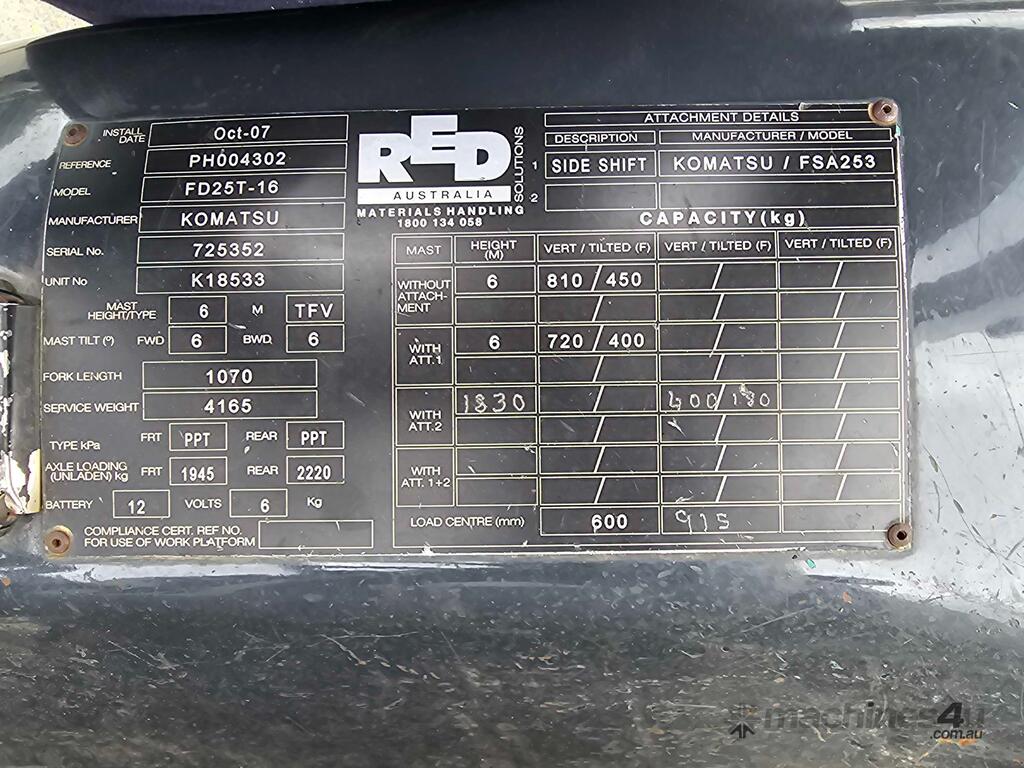 INSTALL DATE Oct-07
REFERENCE PH004302
MODEL FD25T-16
MANUFACTURER KOMATSU
SERIAL No. 725352
UNIT No K18533
MAST HEIGHT/TYPE 6 M TFV
MAST TILT (º) FWD 6 BWD 6
FORK LENGTH 1070
SERVICE WEIGHT 4165
TYPE kPa FRT PPT REAR PPT
AXLE LOADING (UNLADEN) kg FRT 1945 REAR 2220
BATTERY 12 VOLTS 6 Kg
COMPLIANCE CERT. REF NO.
FOR USE OF WORK PLATFORM
RED SOLUTIONS
AUSTRALIA
MATERIALS HANDLING
1800 134 058
ATTACHMENT DETAILS
DESCRIPTION MANUFACTURER / MODEL
1 SIDE SHIFT KOMATSU / FSA253
2
CAPACITY(kg)
MAST HEIGHT (M) VERT / TILTED (F) VERT / TILTED (F) VERT / TILTED (F)
WITHOUT ATTACH- MENT 6 810 / 450 / /
/ / /
WITH ATT.1 6 720 / 400 / /
/ / /
WITH ATT.2 1830 / 400 / /
/ / /
WITH ATT. 1+2 / / /
/ / /
LOAD CENTRE (mm) 600 915
machines4u
.com.au